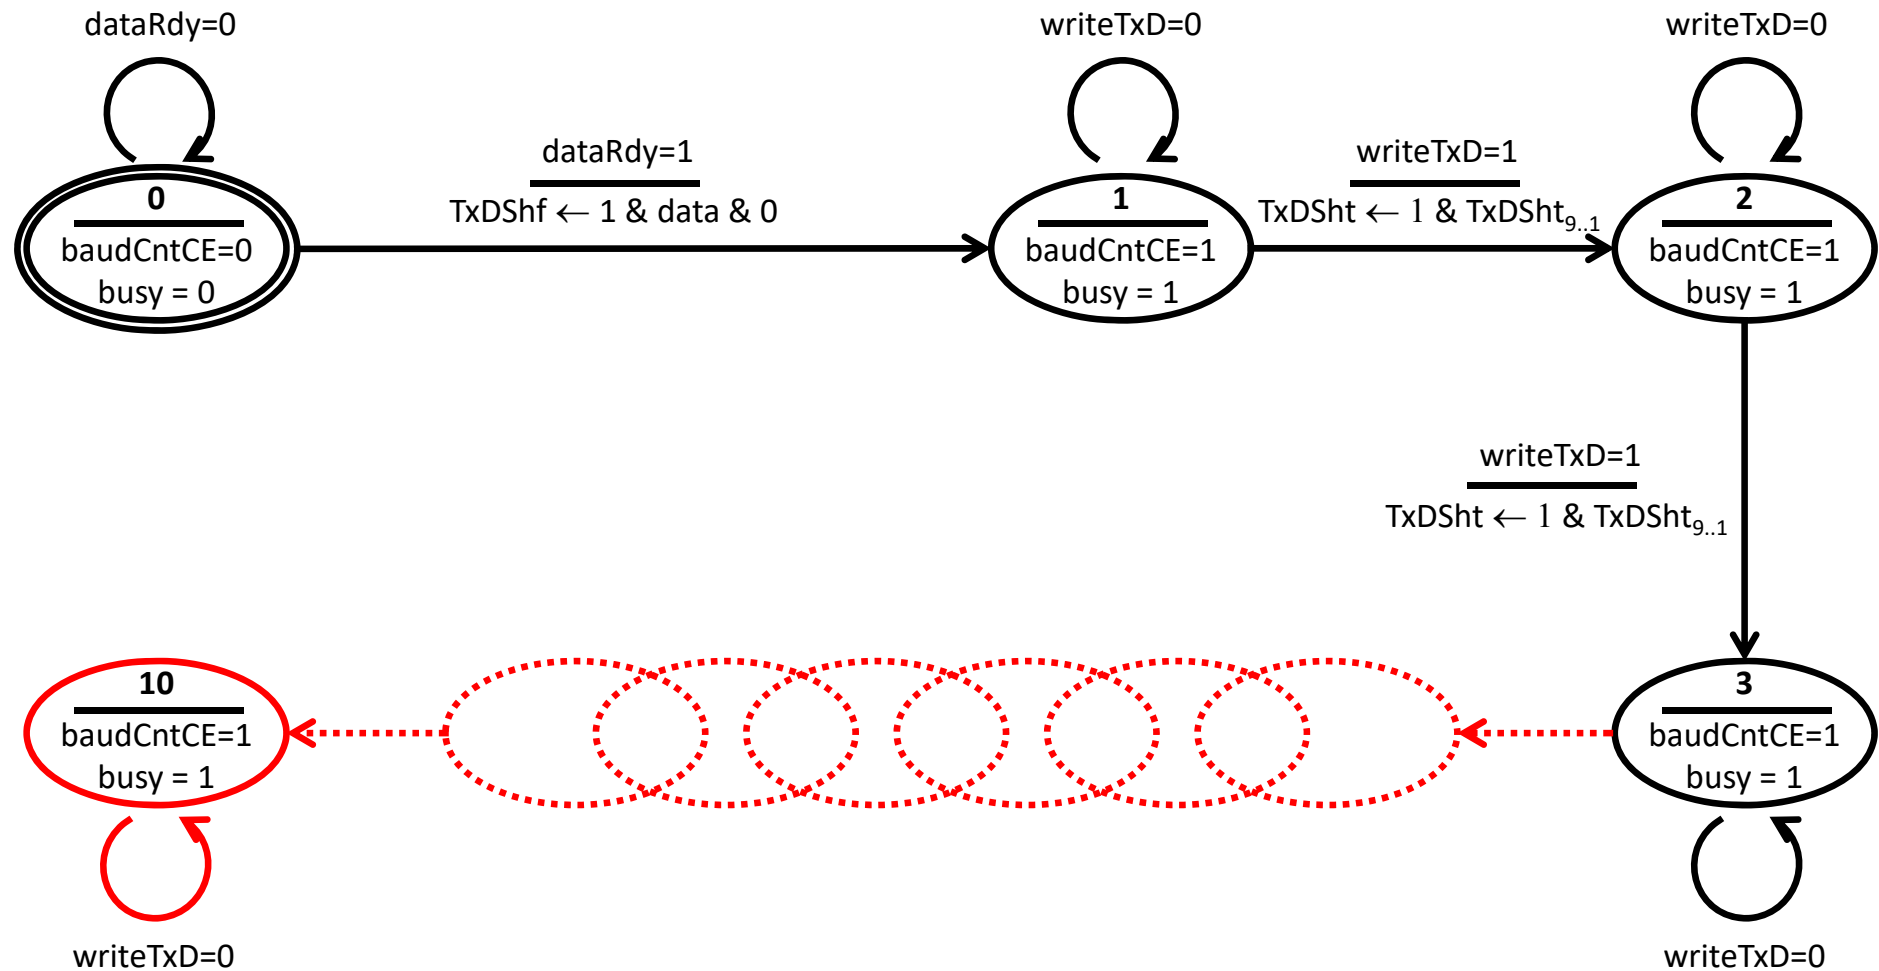 dataRdy=0
writeTxD=0
writeTxD=0
dataRdy=1
TxDShf ← 1 & data & 0
writeTxD=1
TxDSht ← 1 & TxDSht9..1
0
baudCntCE=0
busy = 0
1
baudCntCE=1
busy = 1
2
baudCntCE=1
busy = 1
writeTxD=1
TxDSht ← 1 & TxDSht9..1
10
baudCntCE=1
busy = 1
3
baudCntCE=1
busy = 1
writeTxD=0
writeTxD=0